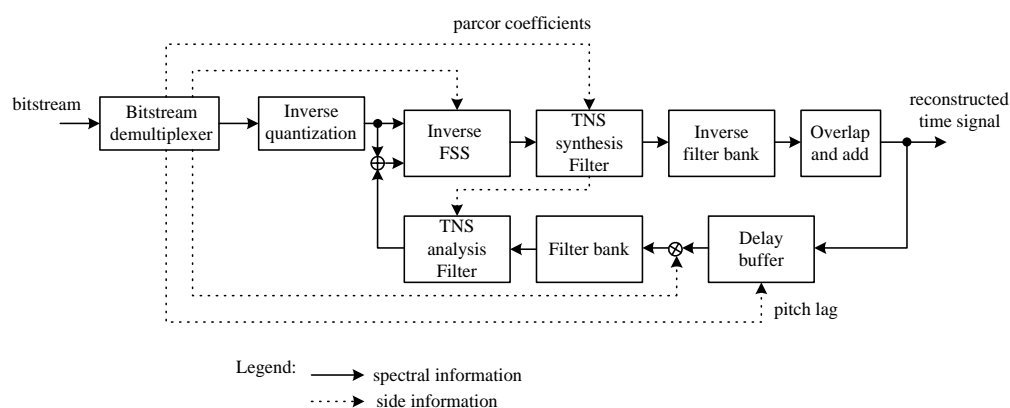 parcor coefficients
bitstream
Bitstream
demultiplexer
Inverse
quantization
Inverse
FSS
TNS
synthesis
Filter
Inverse
filter bank
Overlap
and add
reconstructed
time signal
TNS
analysis
Filter
Filter bank
Delay
buffer
pitch lag
Legend:
spectral information
side information